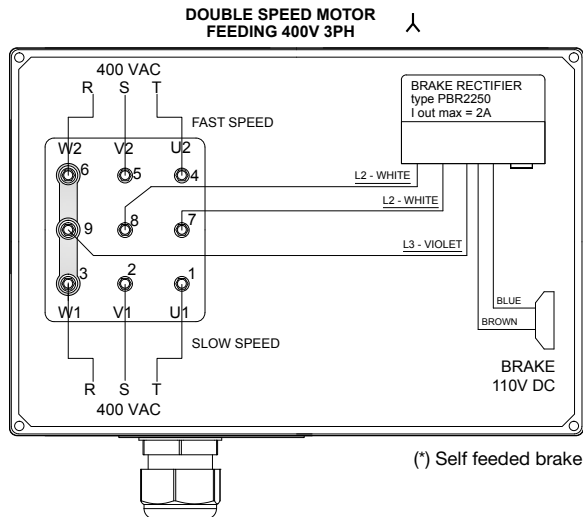 DOUBLE SPEED MOTOR
FEEDING 400V 3PH
400 VAC
R S T
FAST SPEED
BRAKE RECTIFIER
type PBR2250
I out max = 2A
W2 V2 U2
6 5 4
L2 - WHITE
9 8 7
L2 - WHITE
L3 - VIOLET
3 2 1
W1 V1 U1
BLUE
BROWN
SLOW SPEED
R S T
400 VAC
BRAKE
110V DC
(*) Self feeded brake